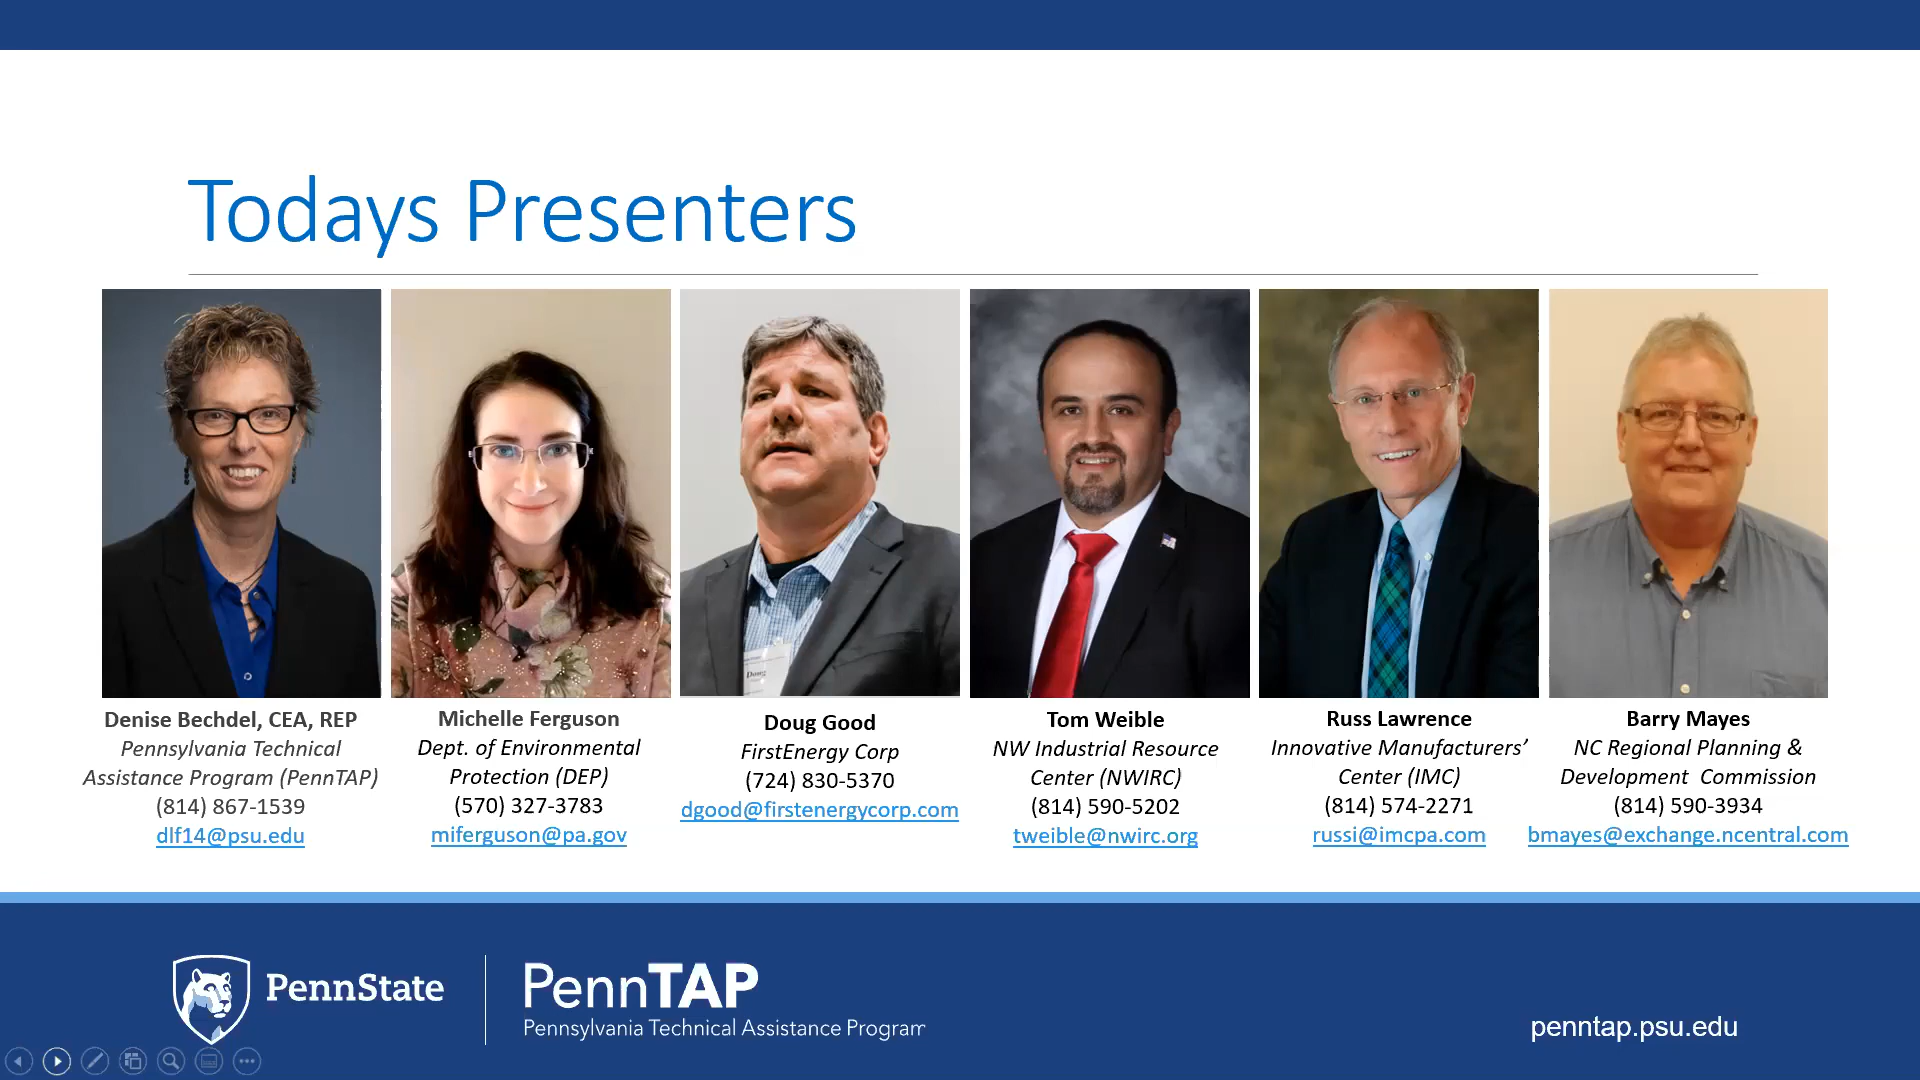 Todays Presenters
Denise Bechdel, CEA, REP
Pennsylvania Technical
Assistance Program (PennTAP)
(814) 867-1539
dlf14@psu.edu
Michelle Ferguson
Dept. of Environmental
Protection (DEP)
(570) 327-3783
miferguson@pa.gov
Doug
Doug Good
FirstEnergy Corp
(724) 830-5370
dgood@firstenergycorp.com
Tom Weible
NW Industrial Resource
Center (NWIRC)
(814) 590-5202
tweible@nwirc.org
Russ Lawrence
Innovative Manufacturers’
Center (IMC)
(814) 574-2271
russi@imcpa.com
Barry Mayes
NC Regional Planning &
Development  Commission
(814) 590-3934
bmayes@exchange.ncentral.com
PennState
PennTAP
Pennsylvania Technical Assistance Program
penntap.psu.edu